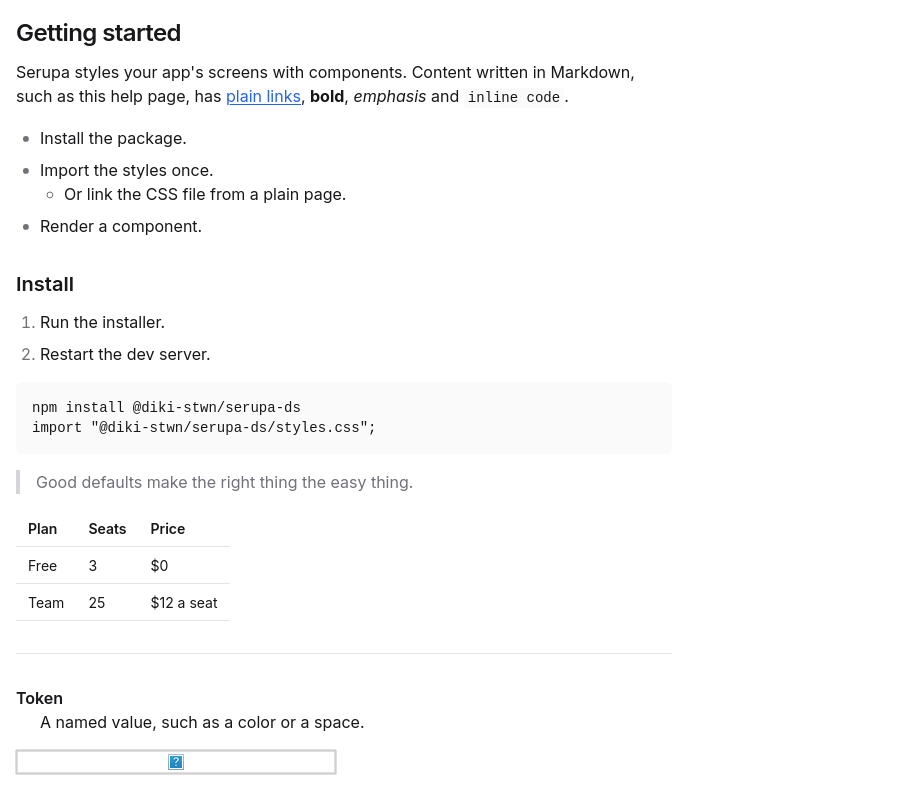 Getting started
Serupa styles your app's screens with components. Content written in Markdown,
such as this help page, has plain links, bold, emphasis and inline code.
Install the package.
Import the styles once.
Or link the CSS file from a plain page.
Render a component.
Install
1. Run the installer.
2. Restart the dev server.
npm install @diki-stwn/serupa-ds
import "@diki-stwn/serupa-ds/styles.css";
Good defaults make the right thing the easy thing.
Plan Seats Price
Free 3 $0
Team 25 $12 a seat
Token
A named value, such as a color or a space.
?